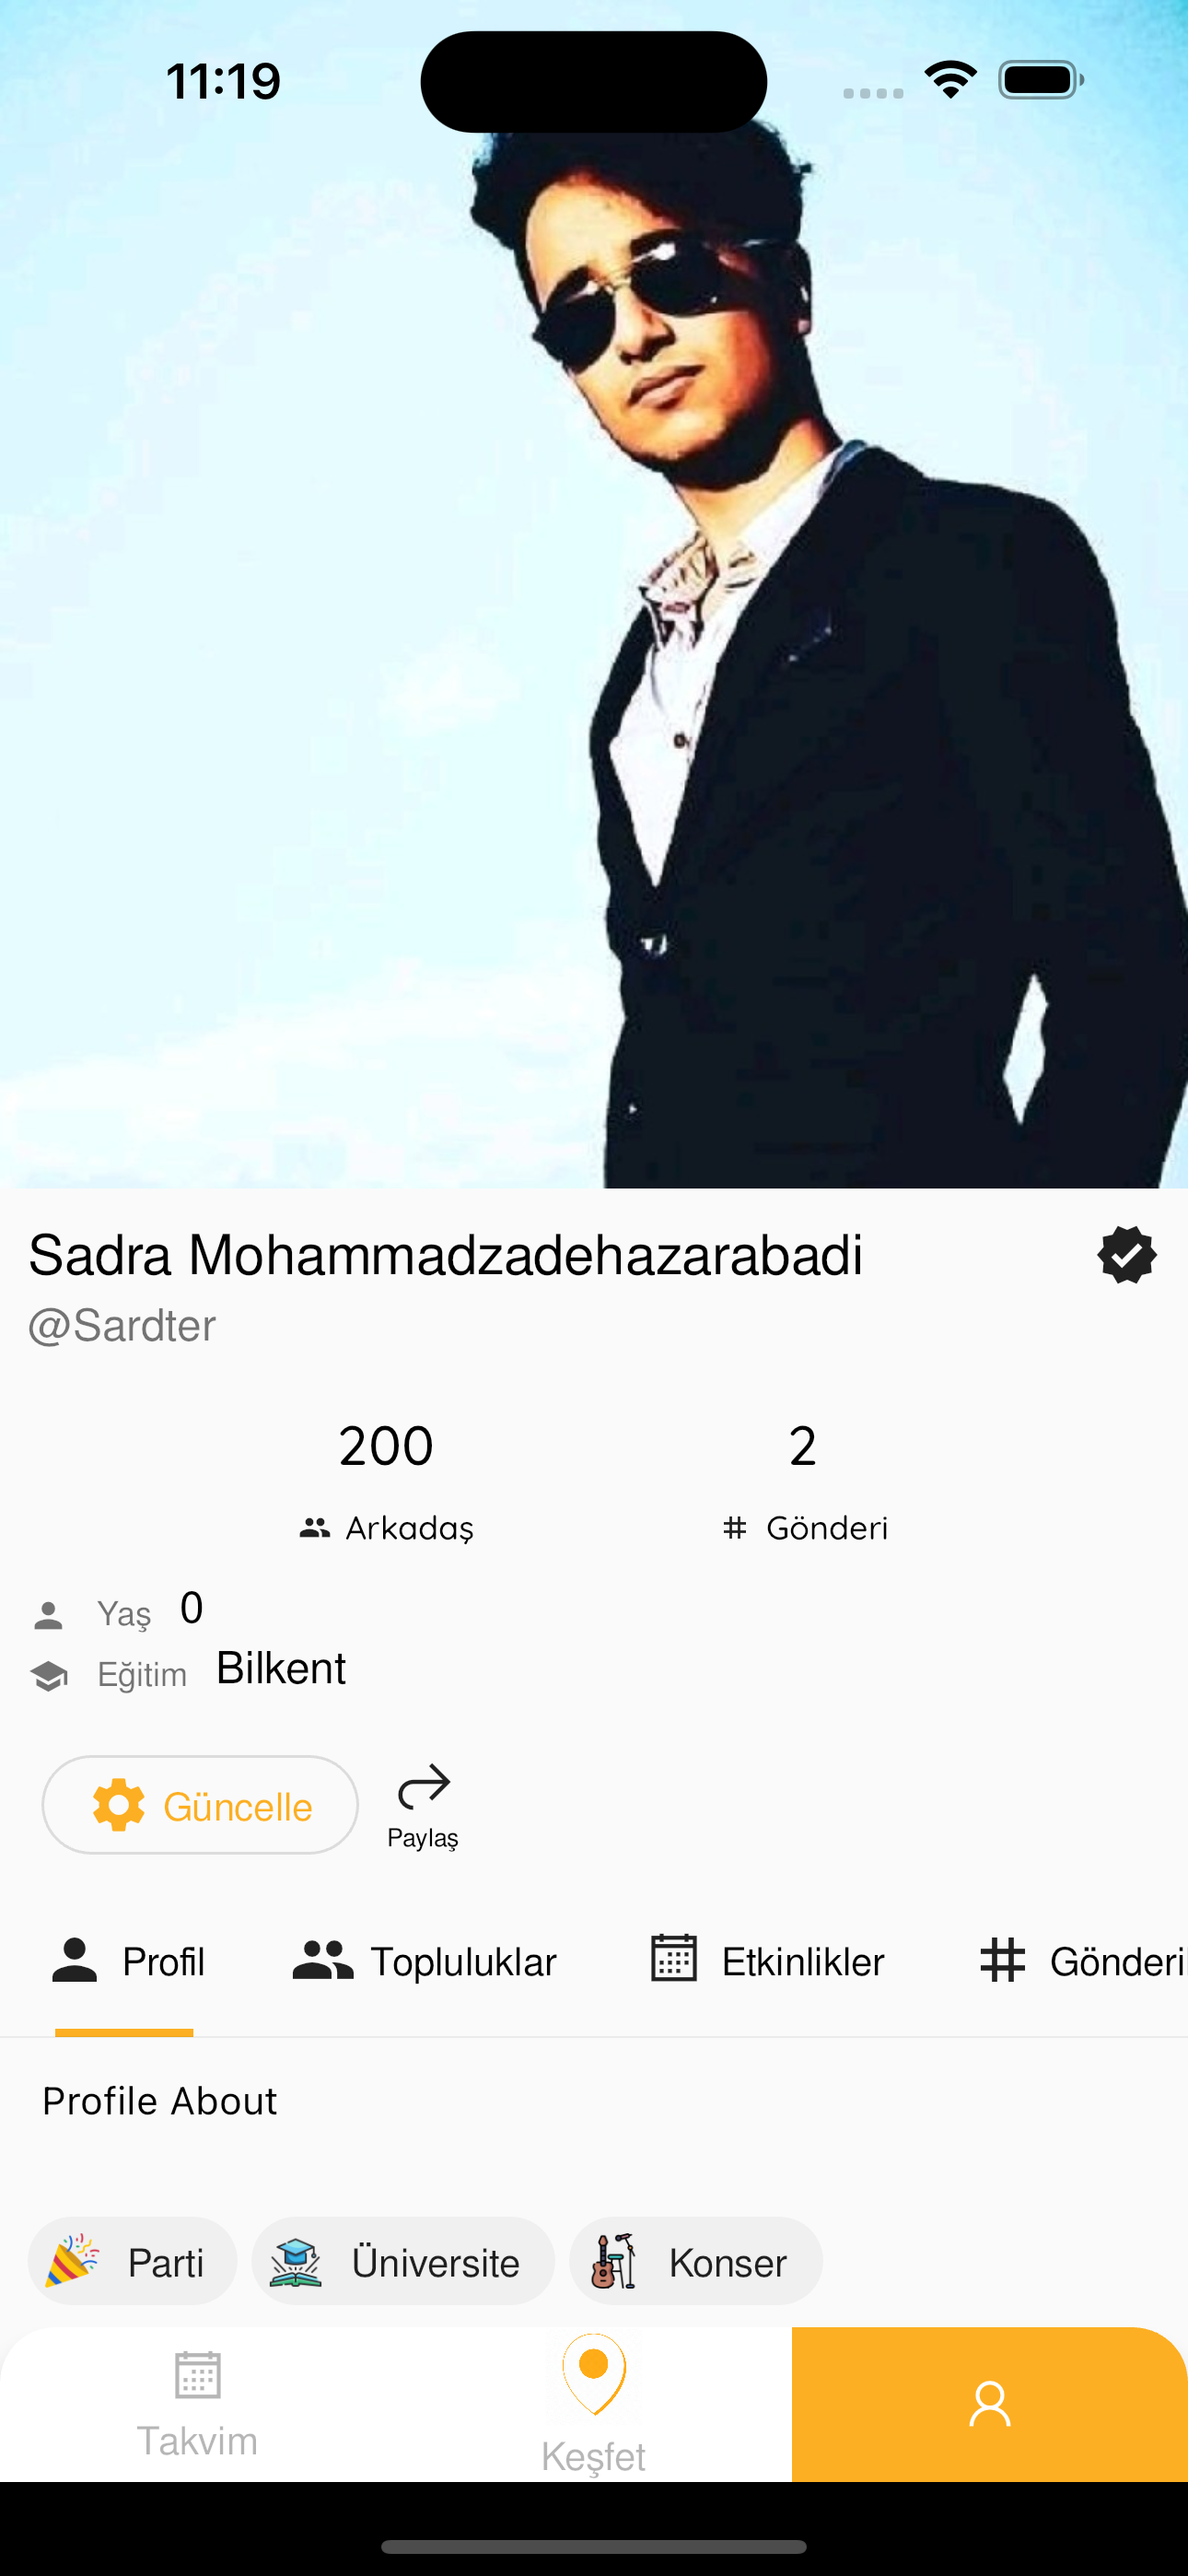 11:19
Sadra Mohammadzadehazarabadi
@Sardter
200 2
Arkadaş # Gönderi
Yaş 0
Eğitim Bilkent
Güncelle
Paylaş
Profil Topluluklar Etkinlikler # Gönderil
Profile About
Parti Üniversite Konser
Takvim Keşfet